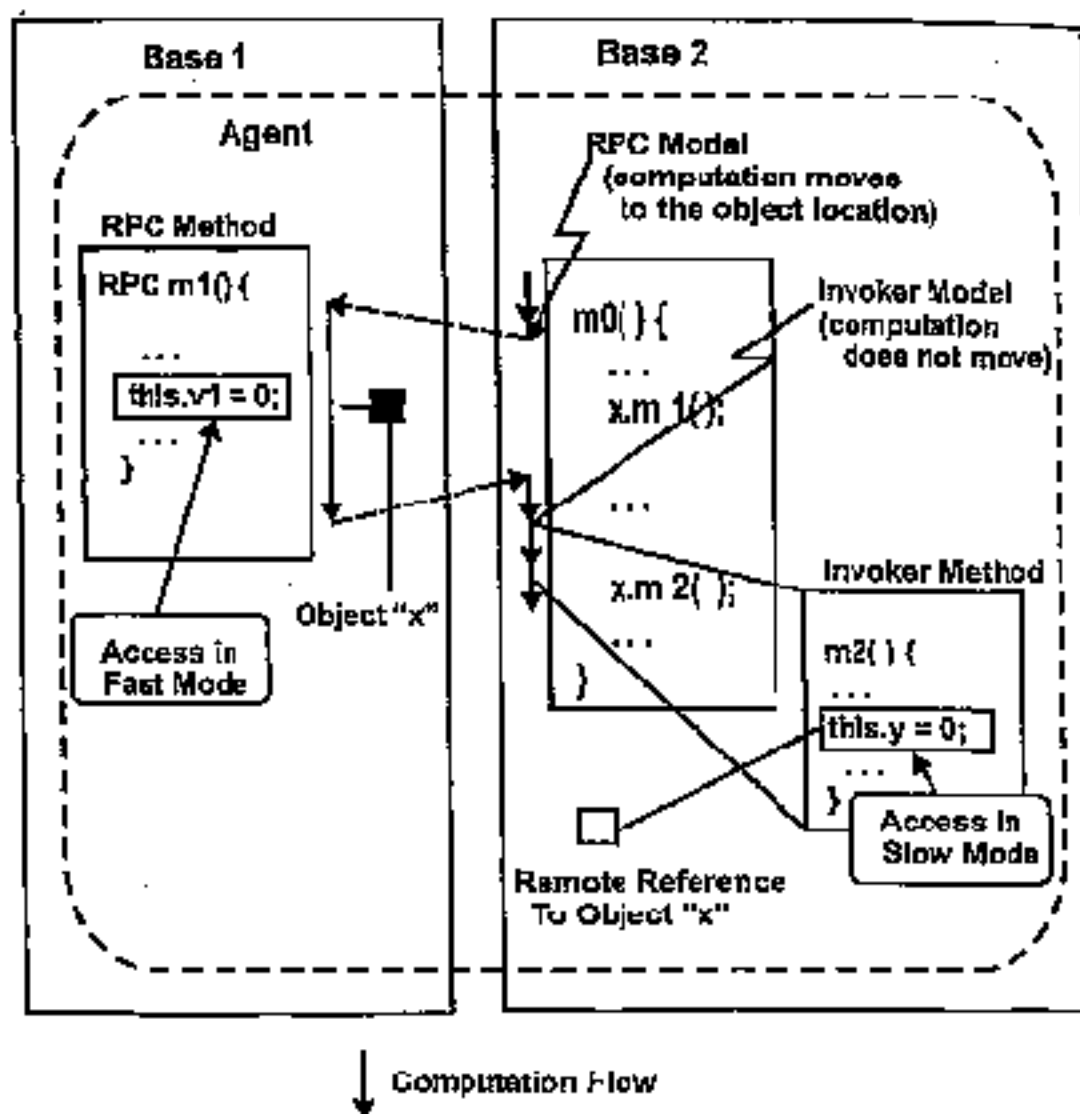 Base 1
Agent
RPC Method
RPC m1() {
...
this.v1 = 0;
...
}
Object "x"
Access in
Fast Mode
Base 2
RPC Model
(computation moves
to the object location)
m0( ) {
...
x.m 1();
...
x.m 2( );
...
}
Invoker Model
(computation
does not move)
Invoker Method
m2( ) {
...
this.y = 0;
...
}
Access in
Slow Mode
Remote Reference
To Object "x"
Computation Flow